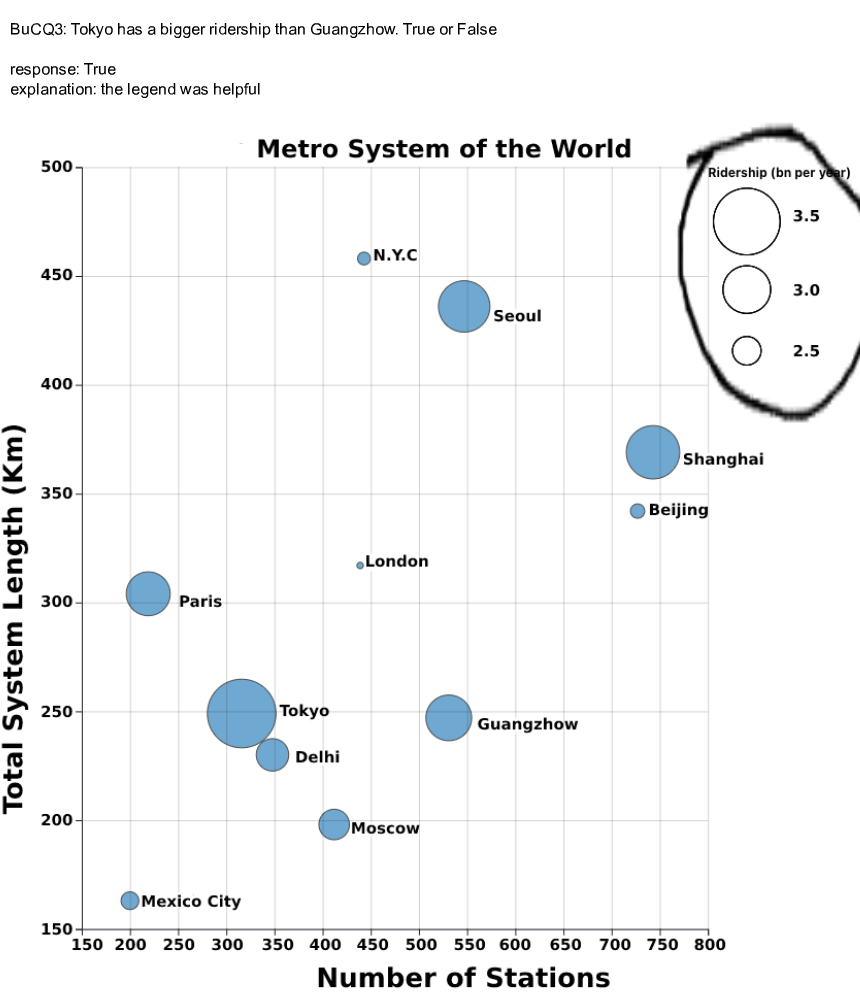 BuCQ3: Tokyo has a bigger ridership than Guangzhow. True or False
response: True
explanation: the legend was helpful
Metro System of the World
Ridership (bn per year)
3.5
3.0
2.5
500
450
400
350
300
250
200
150
Total System Length (Km)
N.Y.C
Seoul
Shanghai
Beijing
London
Paris
Tokyo
Guangzhow
Delhi
Moscow
Mexico City
150 200 250 300 350 400 450 500 550 600 650 700 750 800
Number of Stations